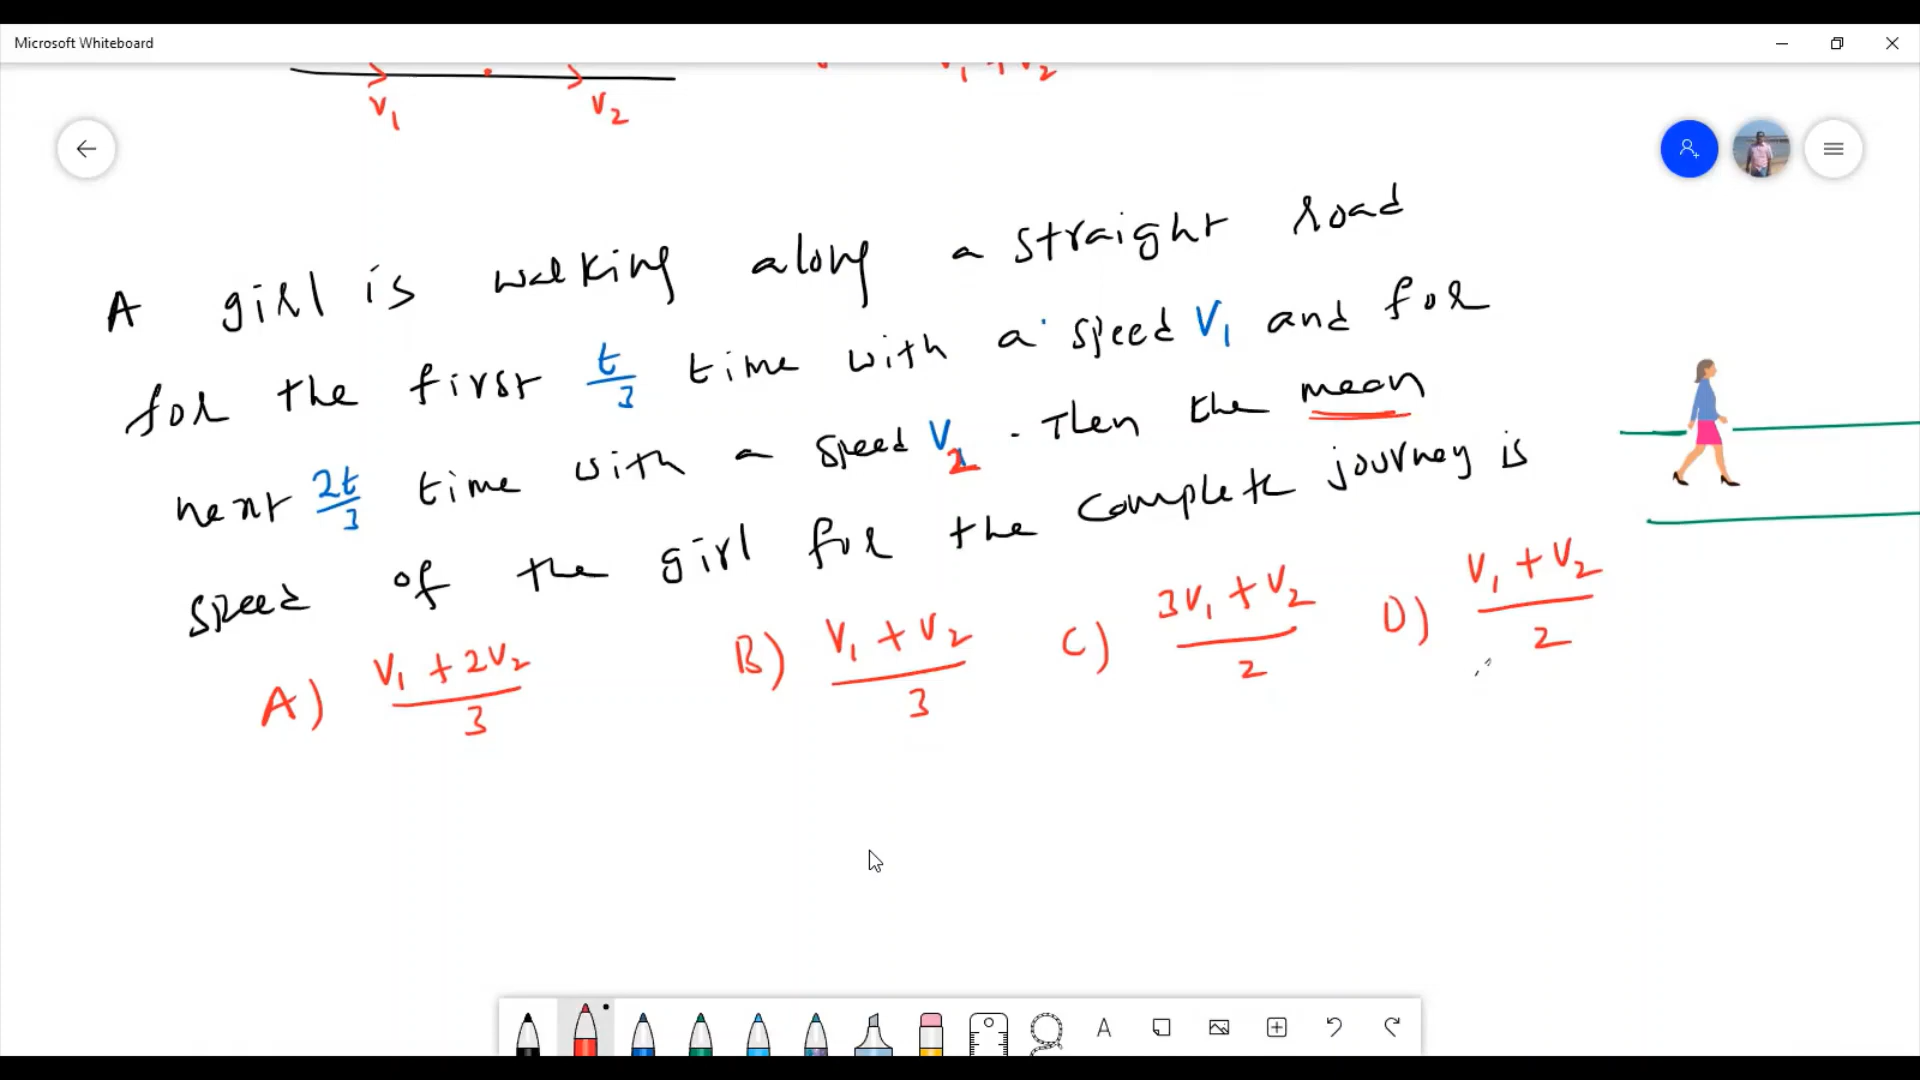 Microsoft Whiteboard
V1 V2 V1 + V2
A girl is walking along a straight road
for the first t/3 time with a speed V1 and for
next 2t/3 time with a speed V2. Then the mean
speed of the girl for the complete journey is
A) V1 + 2V2 / 3 B) V1 + V2 / 3 C) 3V1 + V2 / 2 D) V1 + V2 / 2